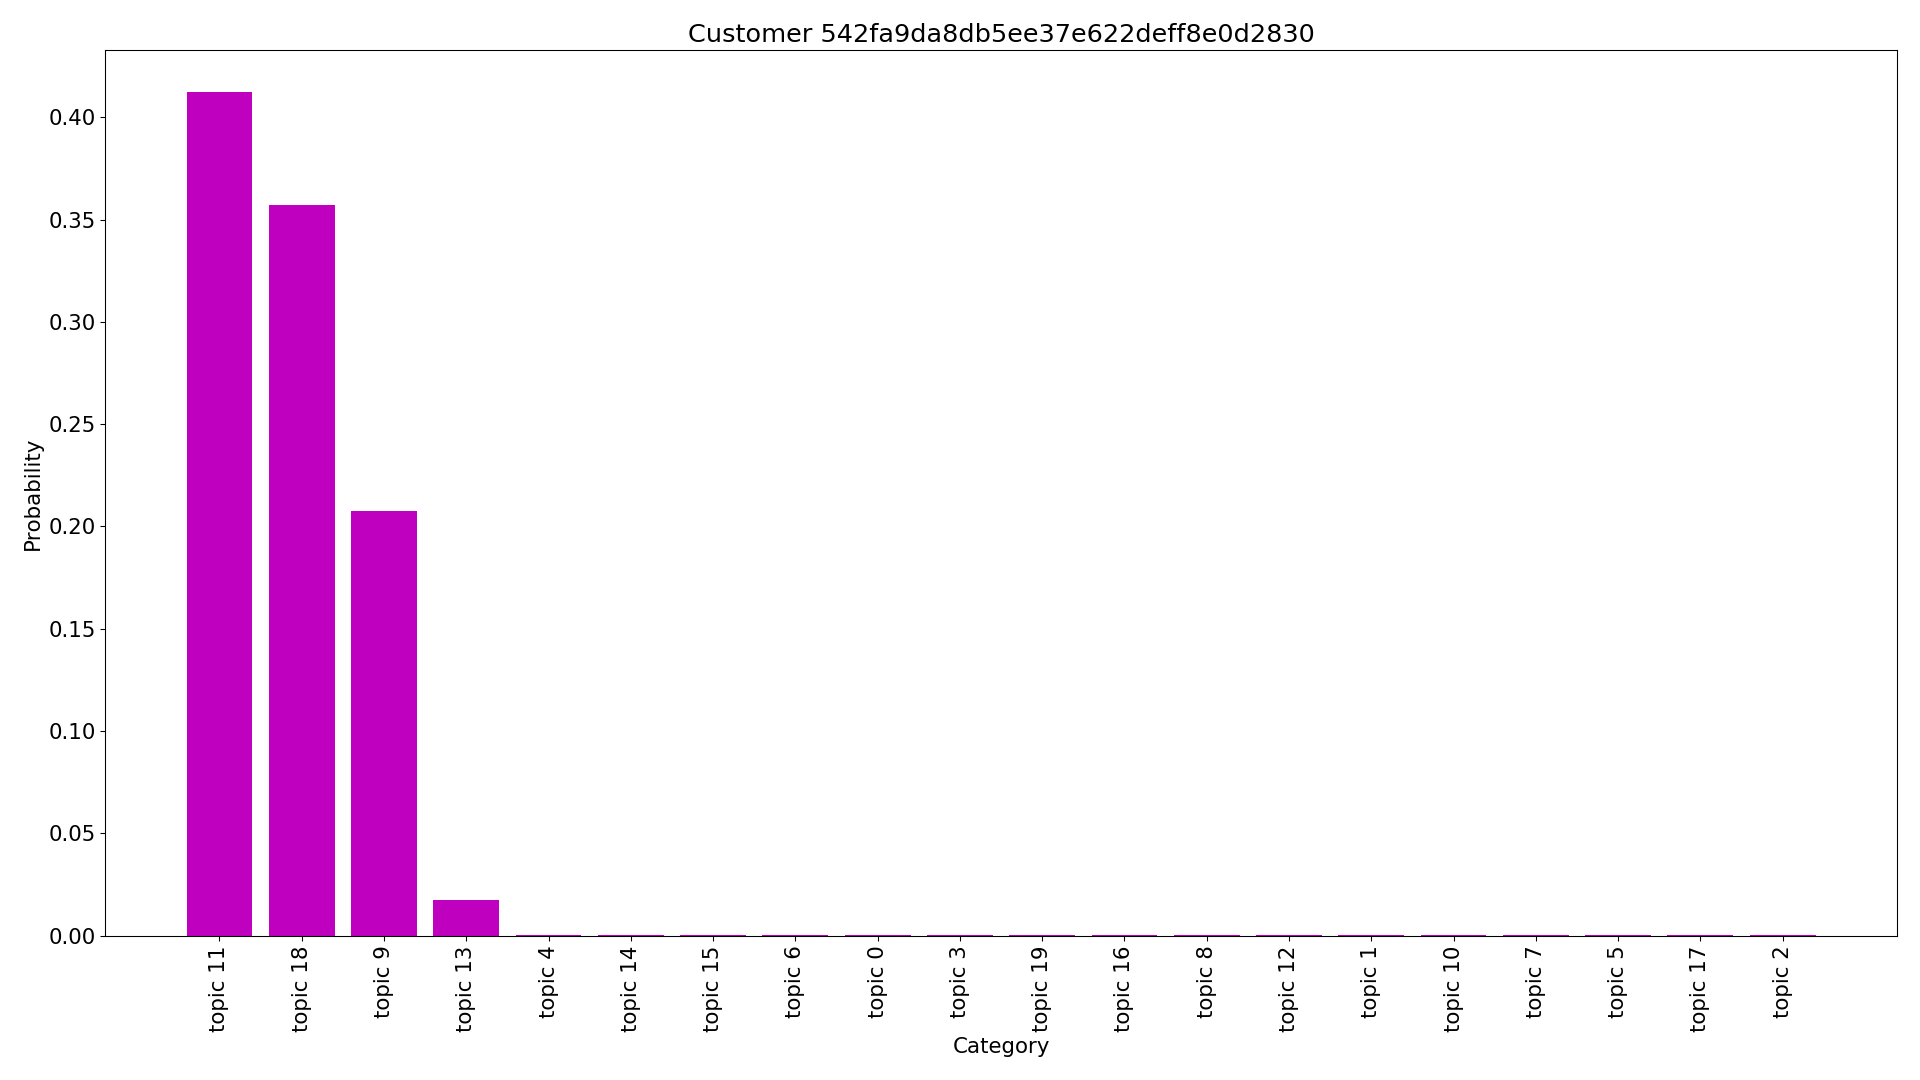 Customer 542fa9da8db5ee37e622deff8e0d2830
0.40
0.35
0.30
0.25
0.20
0.15
0.10
0.05
0.00
Probability
topic 11
topic 18
topic 9
topic 13
topic 4
topic 14
topic 15
topic 6
topic 0
topic 3
topic 19
topic 16
topic 8
topic 12
topic 1
topic 10
topic 7
topic 5
topic 17
topic 2
Category